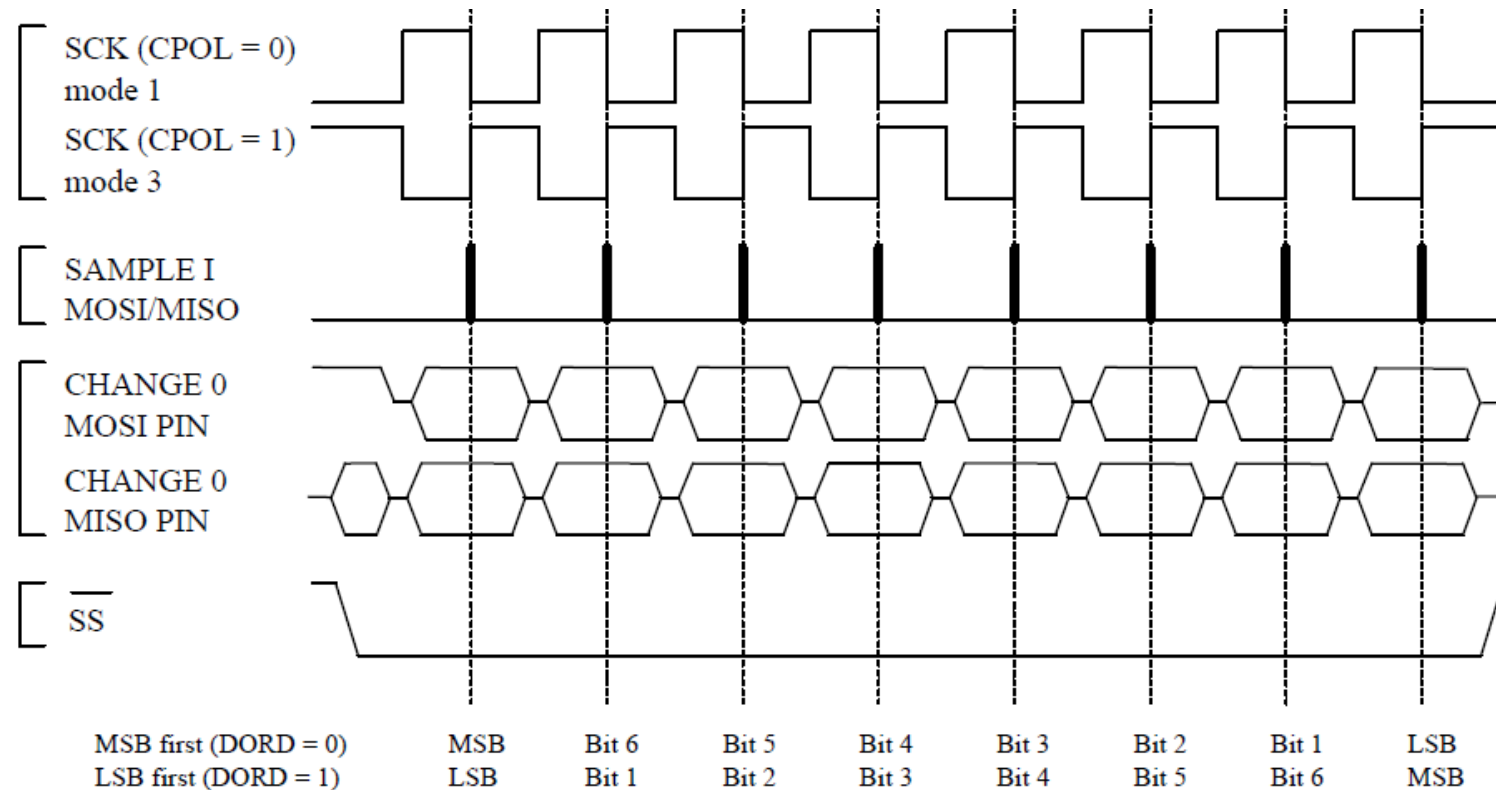 SCK (CPOL = 0)
mode 1
SCK (CPOL = 1)
mode 3
SAMPLE I
MOSI/MISO
CHANGE 0
MOSI PIN
CHANGE 0
MISO PIN
SS
MSB first (DORD = 0) MSB Bit 6 Bit 5 Bit 4 Bit 3 Bit 2 Bit 1 LSB
LSB first (DORD = 1) LSB Bit 1 Bit 2 Bit 3 Bit 4 Bit 5 Bit 6 MSB